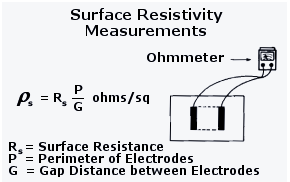 Surface Resistivity
Measurements
Ohmmeter
ρs = Rs P/G ohms/sq
Rs = Surface Resistance
P = Perimeter of Electrodes
G = Gap Distance between Electrodes